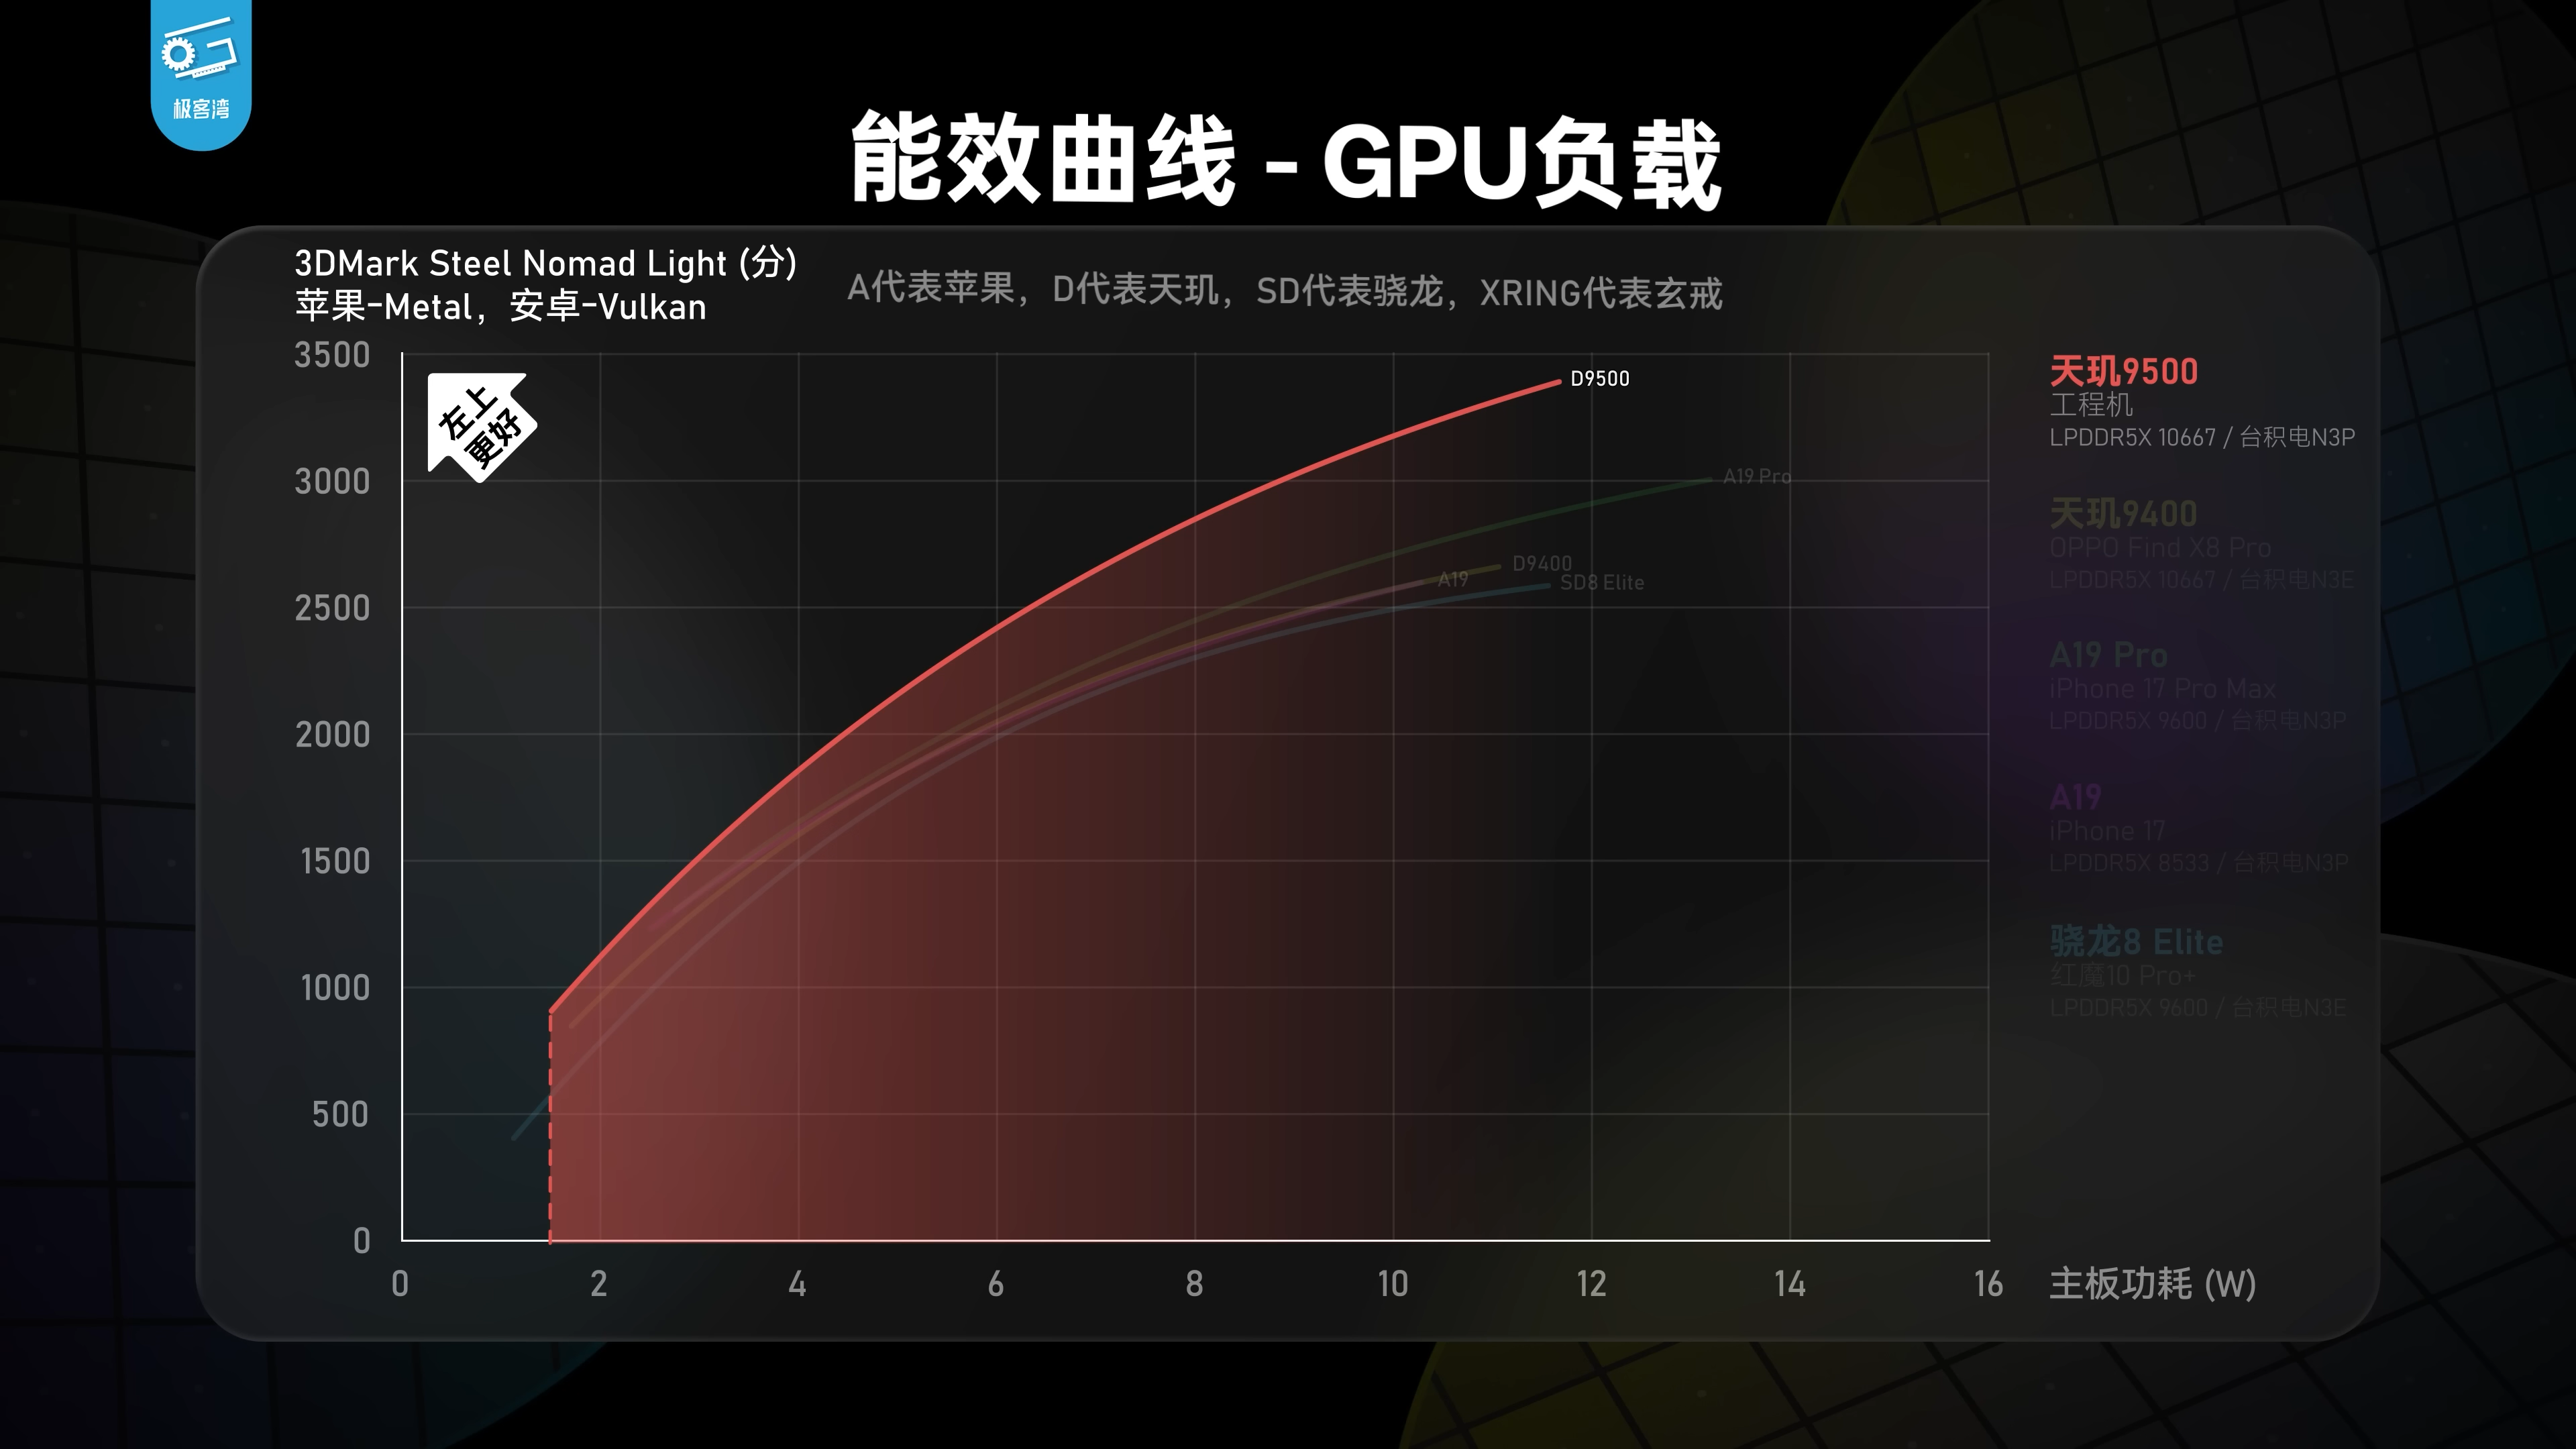 极客湾
能效曲线 - GPU负载
3DMark Steel Nomad Light (分)
苹果-Metal，安卓-Vulkan
A代表苹果，D代表天玑，SD代表骁龙，XRING代表玄戒
3500
3000
2500
2000
1500
1000
500
0
左上
更好
D9500
A19 Pro
D9400
A19
SD8 Elite
0
2
4
6
8
10
12
14
16
主板功耗 (W)
天玑9500
工程机
LPDDR5X 10667 / 台积电N3P
天玑9400
OPPO Find X8 Pro
LPDDR5X 10667 / 台积电N3E
A19 Pro
iPhone 17 Pro Max
LPDDR5X 9600 / 台积电N3P
A19
iPhone 17
LPDDR5X 8533 / 台积电N3P
骁龙8 Elite
红魔10 Pro+
LPDDR5X 9600 / 台积电N3E